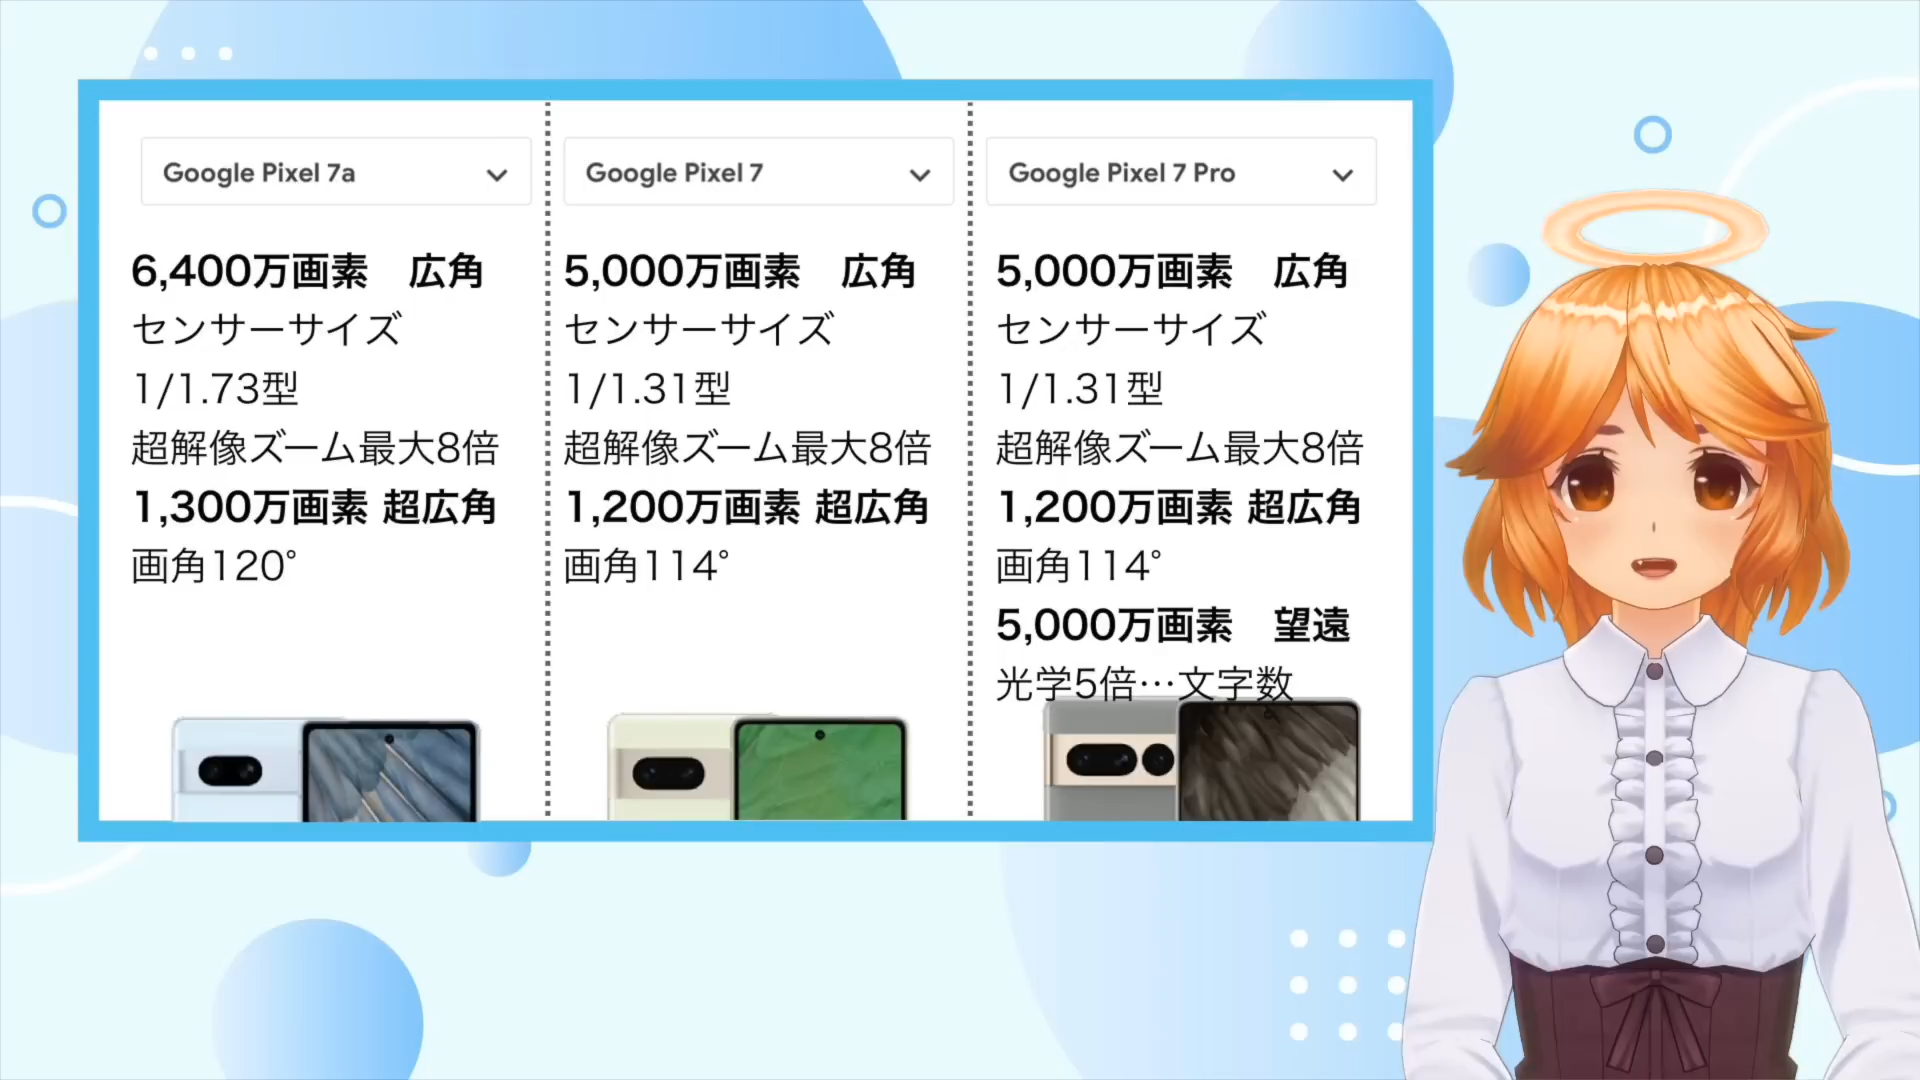 Google Pixel 7a
6,400万画素　広角
センサーサイズ
1/1.73型
超解像ズーム最大8倍
1,300万画素 超広角
画角120°
Google Pixel 7
5,000万画素　広角
センサーサイズ
1/1.31型
超解像ズーム最大8倍
1,200万画素 超広角
画角114°
Google Pixel 7 Pro
5,000万画素　広角
センサーサイズ
1/1.31型
超解像ズーム最大8倍
1,200万画素 超広角
画角114°
5,000万画素　望遠
光学5倍…文字数